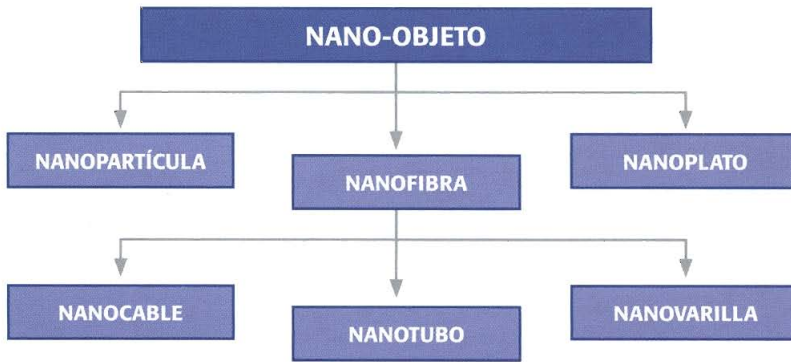 NANO-OBJETO
NANOPARTÍCULA
NANOFIBRA
NANOPLATO
NANOCABLE
NANOTUBO
NANOVARILLA